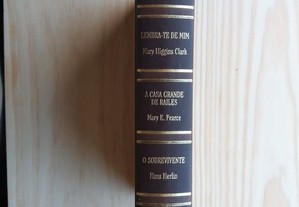 LEMBRA-TE DE MIM
Mary Higgins Clark
A CASA GRANDE
DE RAILES
Mary E. Pearce
O SOBREVIVENTE
Hans Herlin